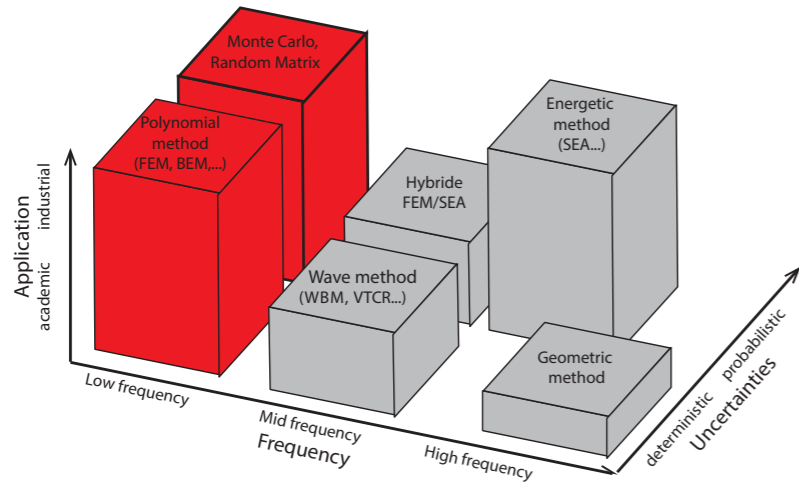 Monte Carlo,
Random Matrix
Polynomial
method
(FEM, BEM,...)
Energetic
method
(SEA...)
Hybride
FEM/SEA
Wave method
(WBM, VTCR...)
Geometric
method
Application
academic industrial
Low frequency
Mid frequency
High frequency
Frequency
deterministic probabilistic
Uncertainties